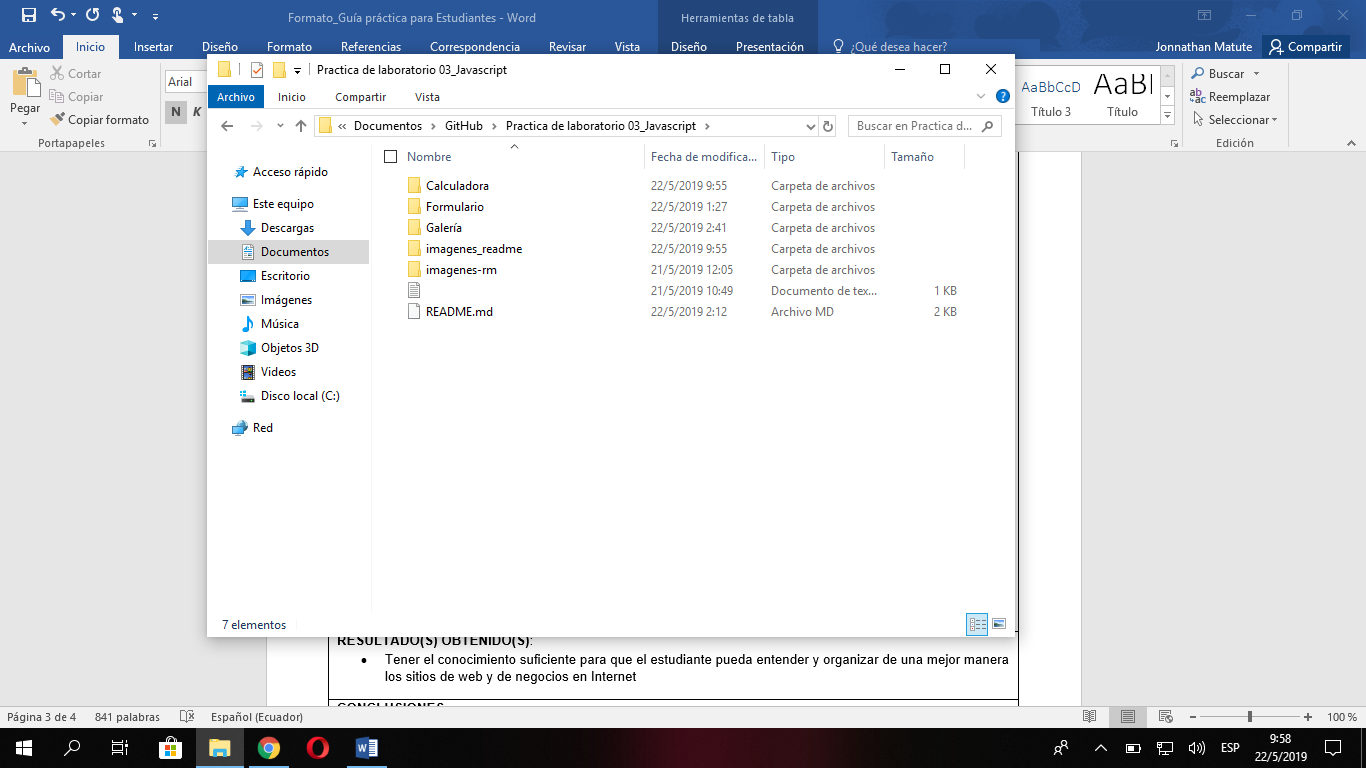 Formato_Guía práctica para Estudiantes - Word
Herramientas de tabla
Archivo Inicio Insertar Diseño Formato Referencias Correspondencia Revisar Vista Diseño Presentación ¿Qué desea hacer? Jonnathan Matute Compartir
Pegar
Cortar
Copiar
Copiar formato
Portapapeles
Arial
N K
AaBbCcD
Título 3
AaBl
Título
Buscar
Reemplazar
Seleccionar
Edición
Practica de laboratorio 03_Javascript
Archivo Inicio Compartir Vista
« Documentos > GitHub > Practica de laboratorio 03_Javascript >
Buscar en Practica d...
Acceso rápido
Este equipo
Descargas
Documentos
Escritorio
Imágenes
Música
Objetos 3D
Videos
Disco local (C:)
Red
Nombre Fecha de modifica... Tipo Tamaño
Calculadora 22/5/2019 9:55 Carpeta de archivos
Formulario 22/5/2019 1:27 Carpeta de archivos
Galería 22/5/2019 2:41 Carpeta de archivos
imagenes_readme 22/5/2019 9:55 Carpeta de archivos
imagenes-rm 21/5/2019 12:05 Carpeta de archivos
21/5/2019 10:49 Documento de tex... 1 KB
README.md 22/5/2019 2:12 Archivo MD 2 KB
7 elementos
RESULTADO(S) OBTENIDO(S):
• Tener el conocimiento suficiente para que el estudiante pueda entender y organizar de una mejor manera
los sitios de web y de negocios en Internet
CONCLUSIONES
Página 3 de 4 841 palabras Español (Ecuador) 100 %
ESP
9:58
22/5/2019